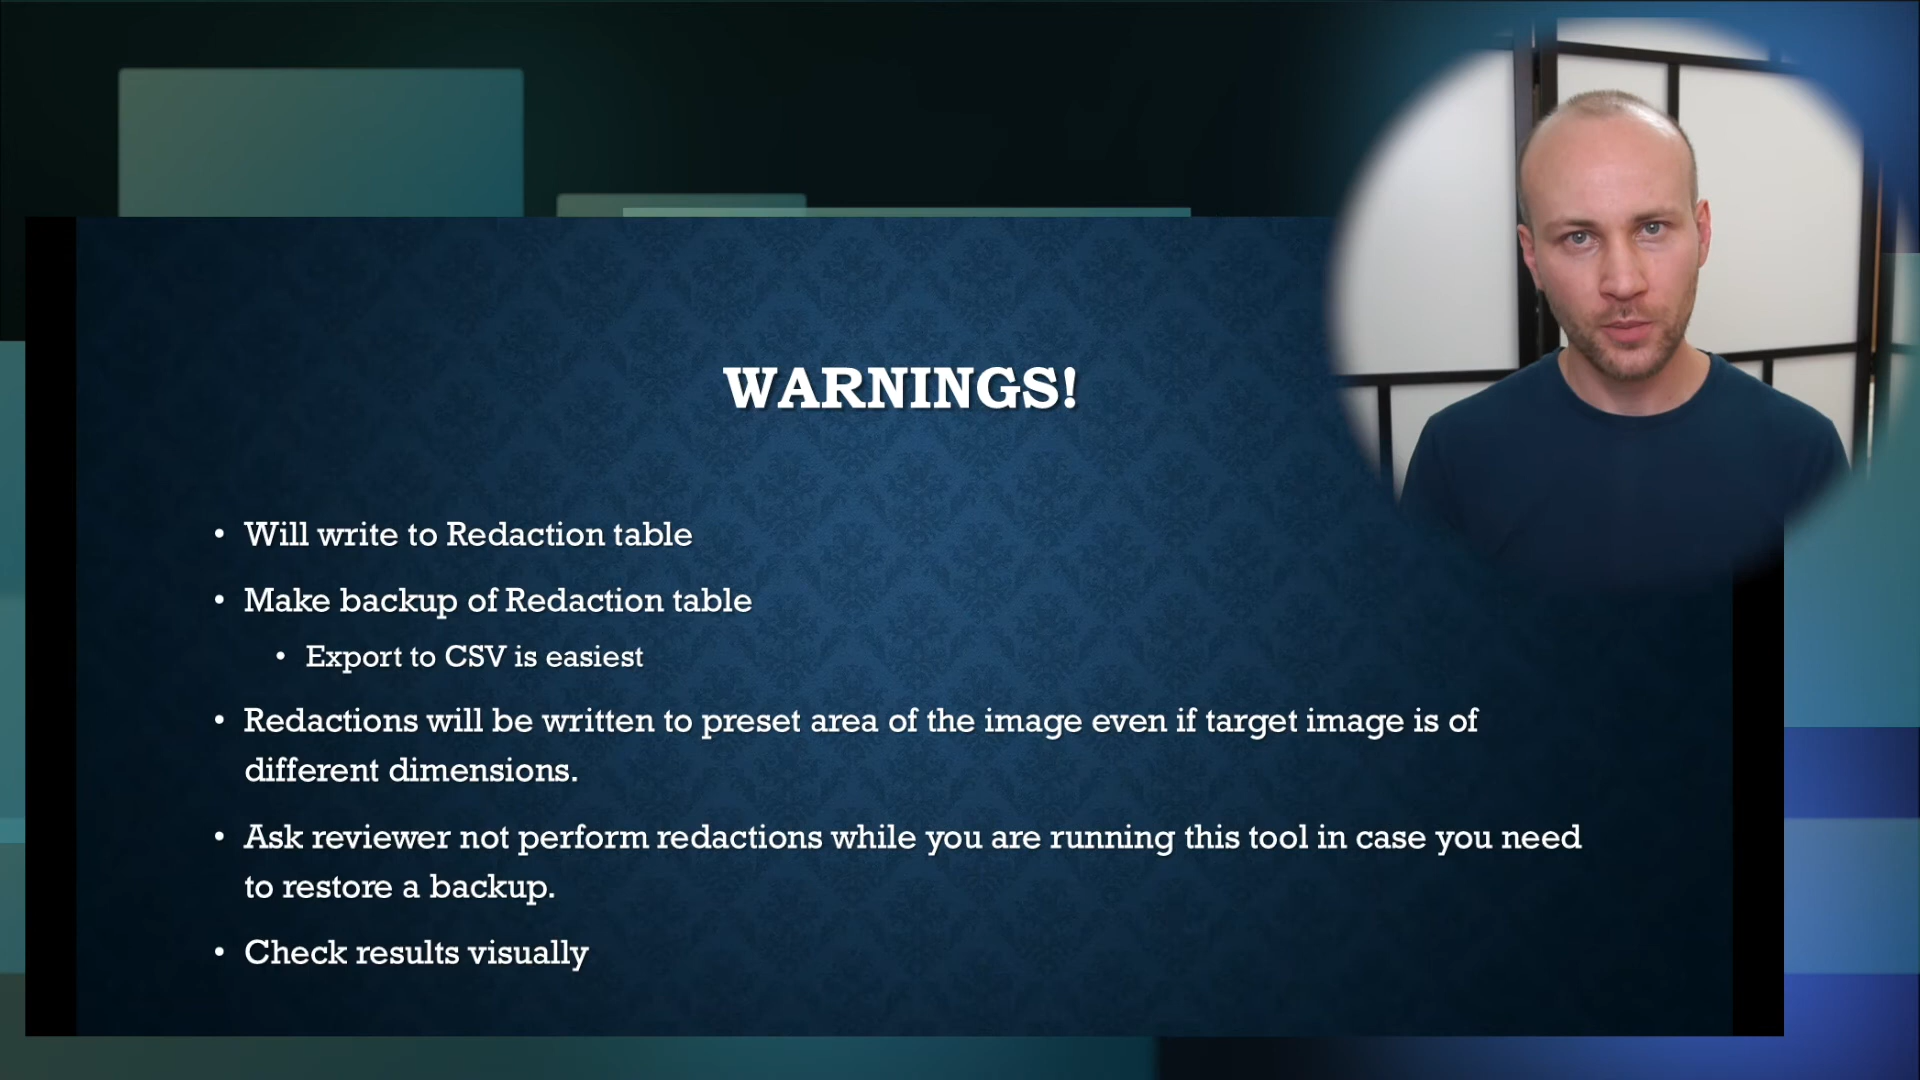 WARNINGS!
• Will write to Redaction table
• Make backup of Redaction table
• Export to CSV is easiest
• Redactions will be written to preset area of the image even if target image is of
different dimensions.
• Ask reviewer not perform redactions while you are running this tool in case you need
to restore a backup.
• Check results visually